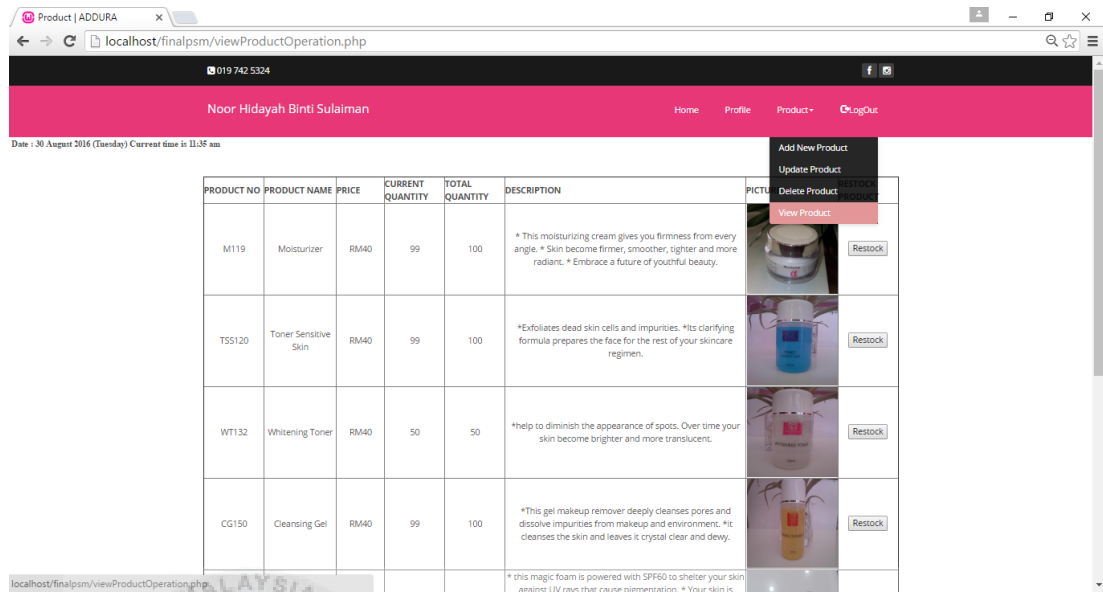 Product | ADDURA
localhost/finalpsm/viewProductOperation.php
019 742 5324
Noor Hidayah Binti Sulaiman
Home Profile Product LogOut
Date : 30 August 2016 (Tuesday) Current time is 11:35 am
Add New Product
Update Product
Delete Product
View Product
PRODUCT NO PRODUCT NAME PRICE CURRENT QUANTITY TOTAL QUANTITY DESCRIPTION RESTOCK PRODUCT
M119 Moisturizer RM40 99 100
* This moisturizing cream gives you firmness from every
angle. * Skin become firmer, smoother, tighter and more
radiant. * Embrace a future of youthful beauty.
Restock
TSS120 Toner Sensitive Skin RM40 99 100
*Exfoliates dead skin cells and impurities. *Its clarifying
formula prepares the face for the rest of your skincare
regimen.
Restock
WT132 Whitening Toner RM40 50 50
*help to diminish the appearance of spots. Over time your
skin become brighter and more translucent.
Restock
CG150 Cleansing Gel RM40 99 100
*This gel makeup remover deeply cleanses pores and
dissolve impurities from makeup and environment. *it
cleanses the skin and leaves it crystal clear and dewy.
Restock
* this magic foam is powered with SPF60 to shelter your skin
against UV rays that cause pigmentation. * Your skin is
localhost/finalpsm/viewProductOperation.php